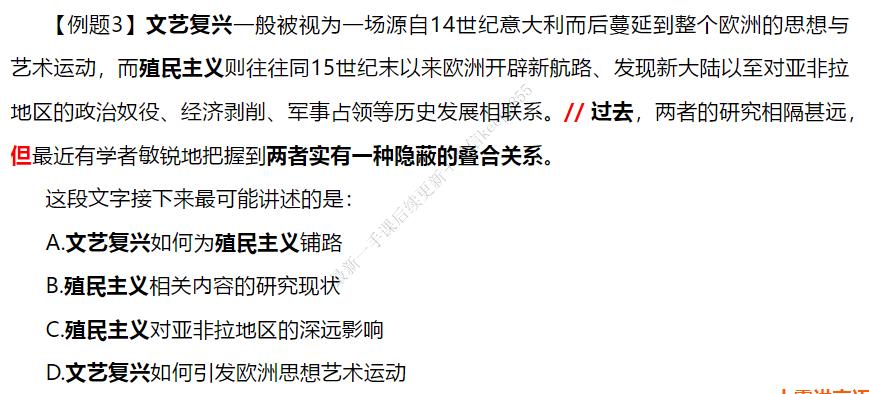 【例题3】文艺复兴一般被视为一场源自14世纪意大利而后蔓延到整个欧洲的思想与
艺术运动，而殖民主义则往往同15世纪末以来欧洲开辟新航路、发现新大陆以至对亚非拉
地区的政治奴役、经济剥削、军事占领等历史发展相联系。// 过去，两者的研究相隔甚远，
但最近有学者敏锐地把握到两者实有一种隐蔽的叠合关系。
这段文字接下来最可能讲述的是：
A.文艺复兴如何为殖民主义铺路
B.殖民主义相关内容的研究现状
C.殖民主义对亚非拉地区的深远影响
D.文艺复兴如何引发欧洲思想艺术运动
最新一手课后续更新